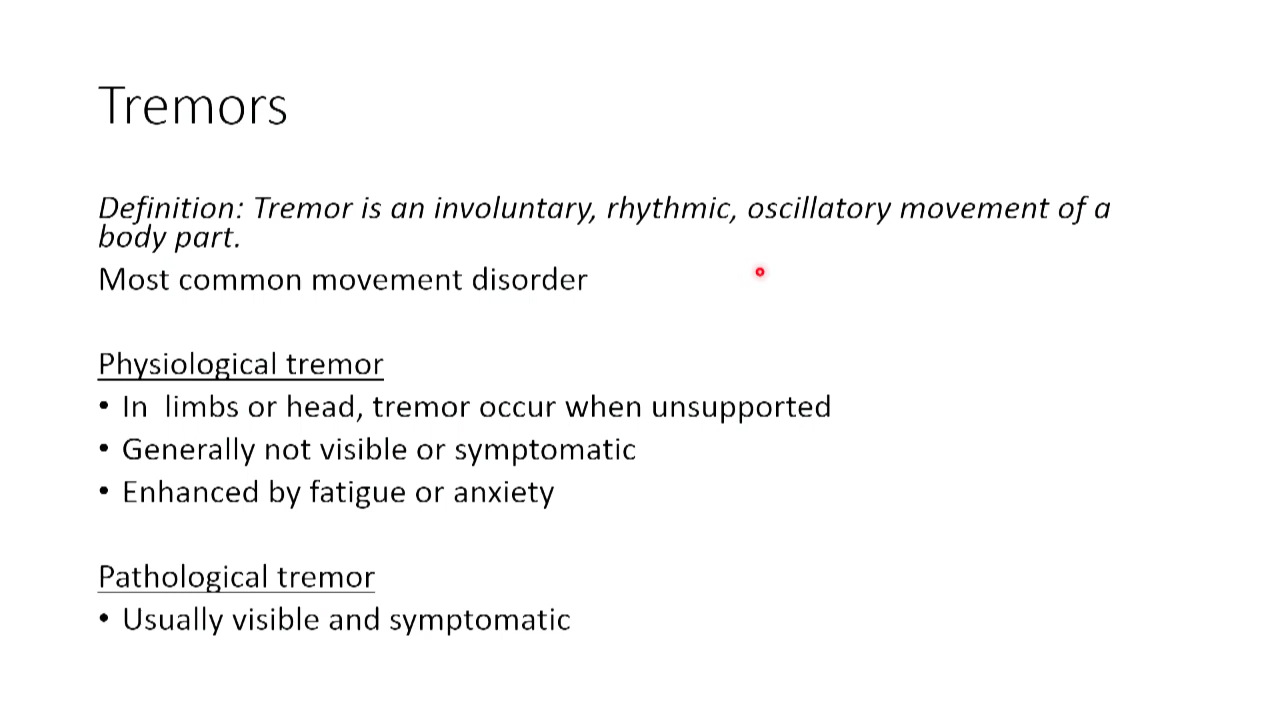 Tremors
Definition: Tremor is an involuntary, rhythmic, oscillatory movement of a
body part.
Most common movement disorder
Physiological tremor
• In  limbs or head, tremor occur when unsupported
• Generally not visible or symptomatic
• Enhanced by fatigue or anxiety
Pathological tremor
• Usually visible and symptomatic